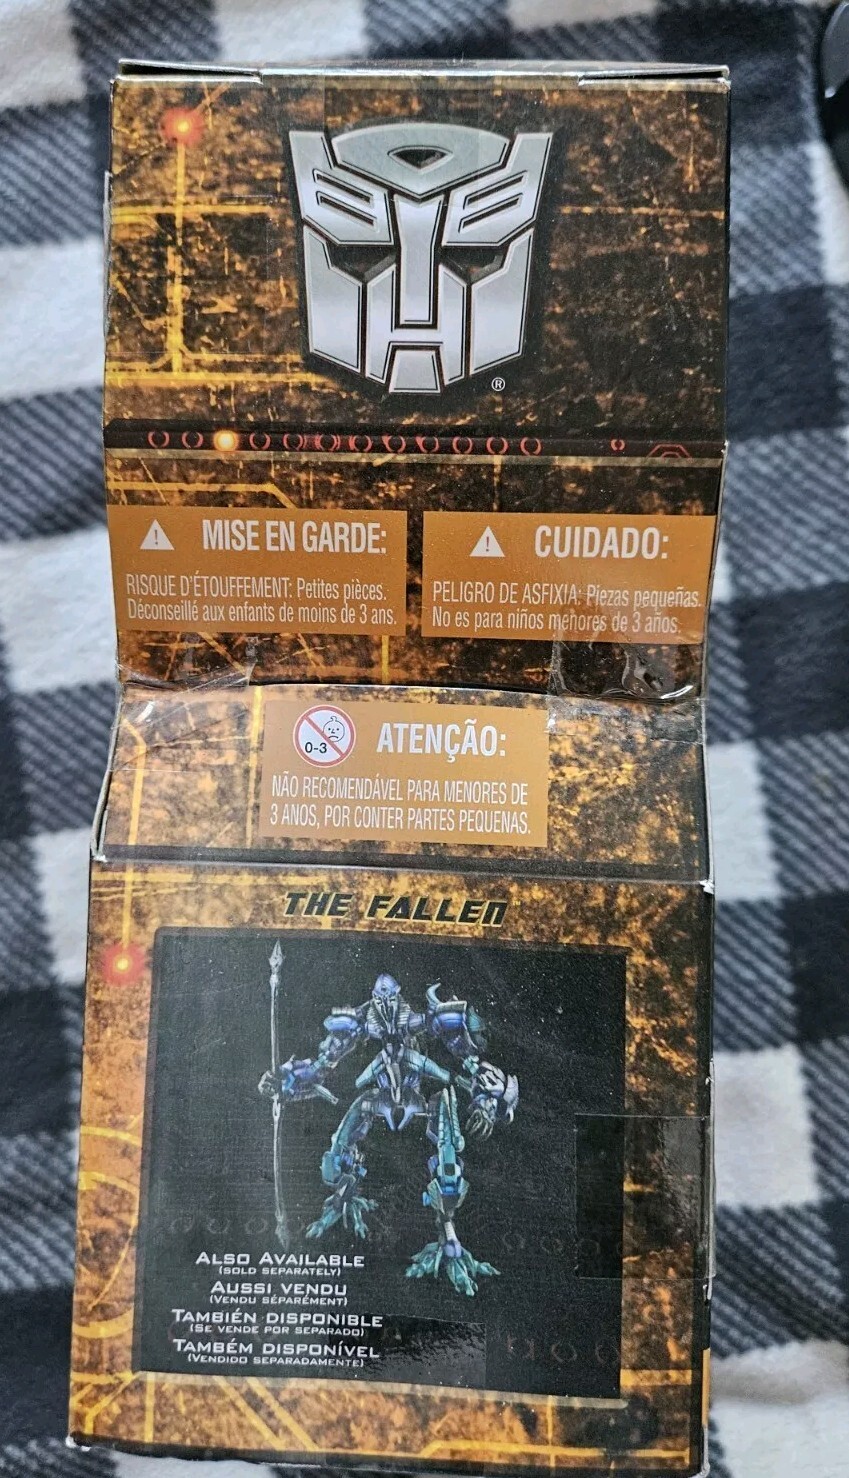 ®
MISE EN GARDE:
RISQUE D'ÉTOUFFEMENT: Petites pièces.
Déconseillé aux enfants de moins de 3 ans.
CUIDADO:
PELIGRO DE ASFIXIA: Piezas pequeñas.
No es para niños menores de 3 años.
0-3
ATENÇÃO:
NÃO RECOMENDÁVEL PARA MENORES DE
3 ANOS, POR CONTER PARTES PEQUENAS.
THE FALLEN™
ALSO AVAILABLE
(SOLD SEPARATELY)
AUSSI VENDU
(VENDU SÉPARÉMENT)
TAMBIÉN DISPONIBLE
(SE VENDE POR SEPARADO)
TAMBÉM DISPONÍVEL
(VENDIDO SEPARADAMENTE)